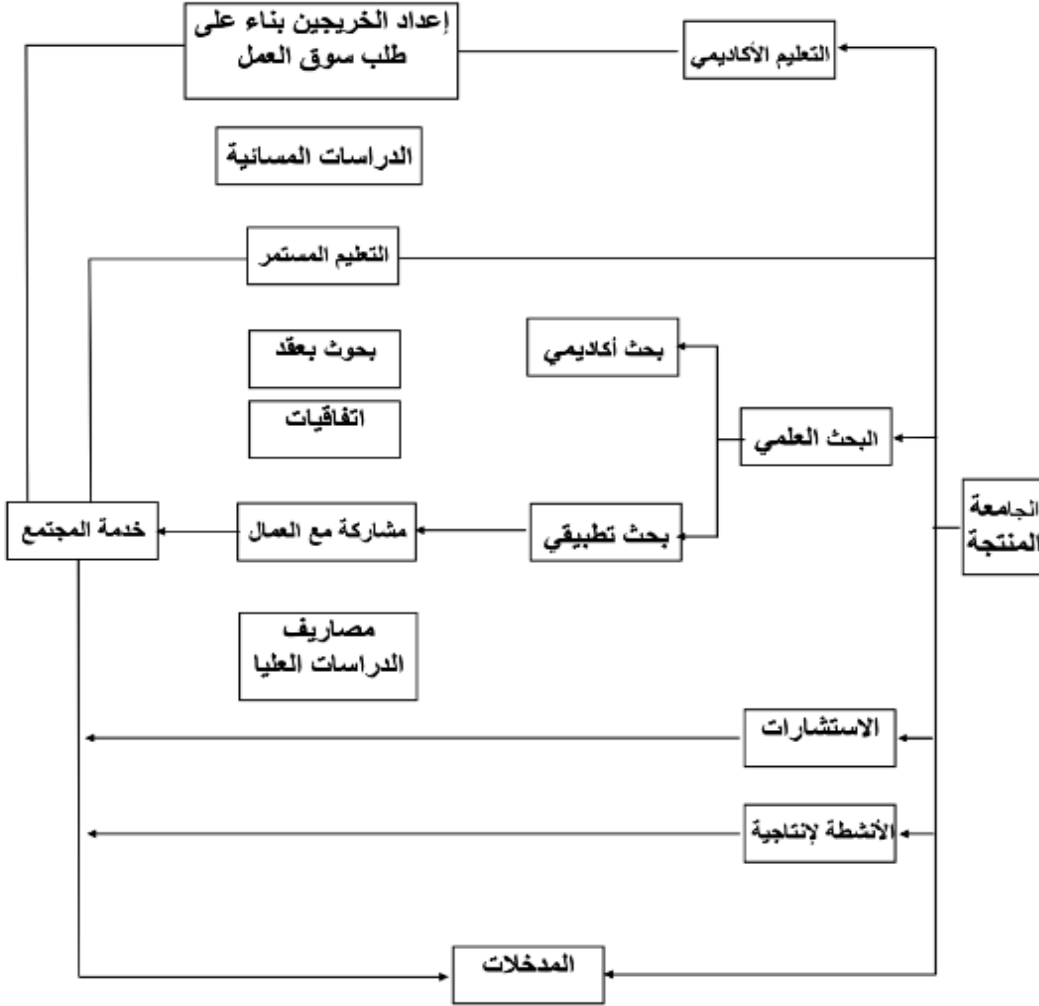 إعداد الخريجين بناء على
طلب سوق العمل
التعليم الأكاديمي
الدراسات المسائية
التعليم المستمر
بحوث بعقد
بحث أكاديمي
اتفاقيات
البحث العلمي
الجامعة
المنتجة
بحث تطبيقي
مشاركة مع العمال
خدمة المجتمع
مصاريف
الدراسات العليا
الاستشارات
الأنشطة لإنتاجية
المدخلات